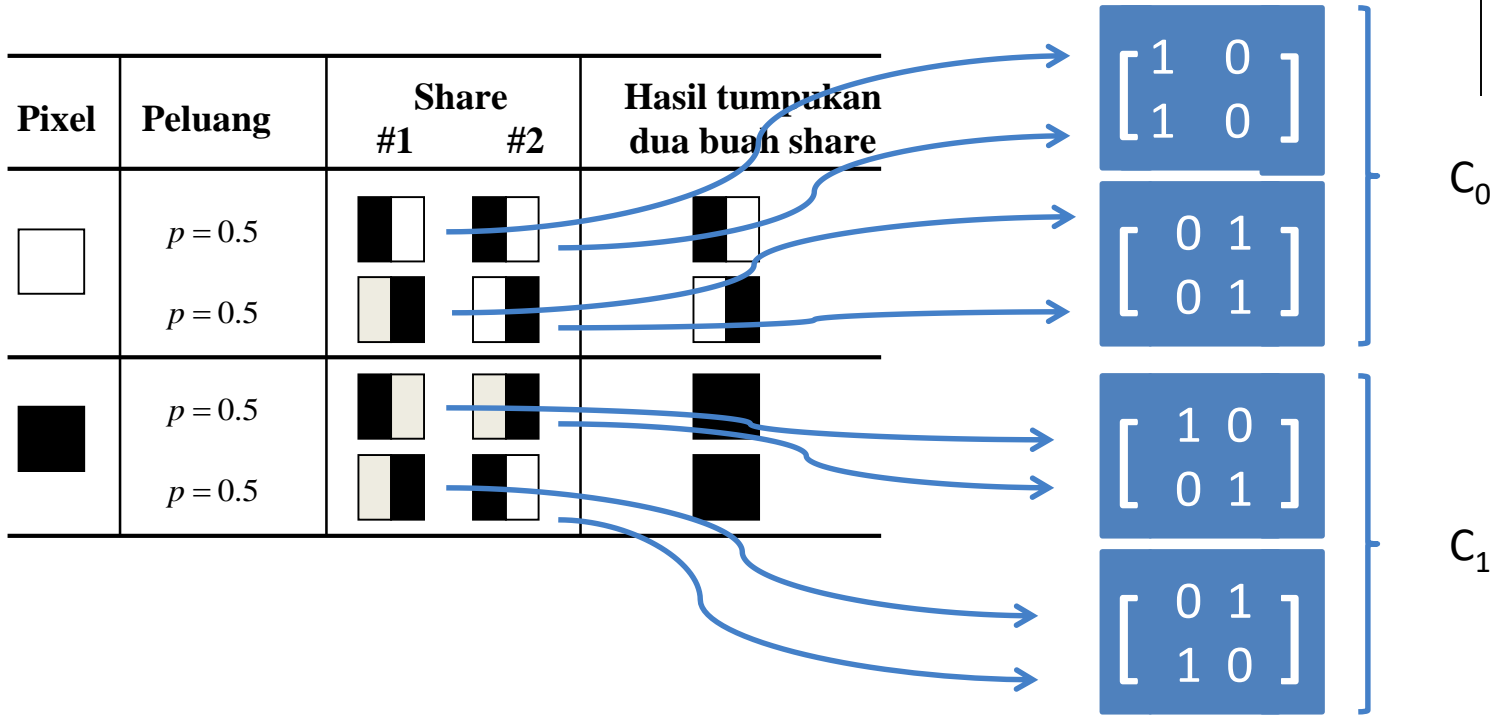 Pixel Peluang Share Hasil tumpukan
#1 #2 dua buah share
p = 0.5
p = 0.5
p = 0.5
p = 0.5
[ 1 0
1 0 ]
[ 0 1
0 1 ]
C0
[ 1 0
0 1 ]
[ 0 1
1 0 ]
C1